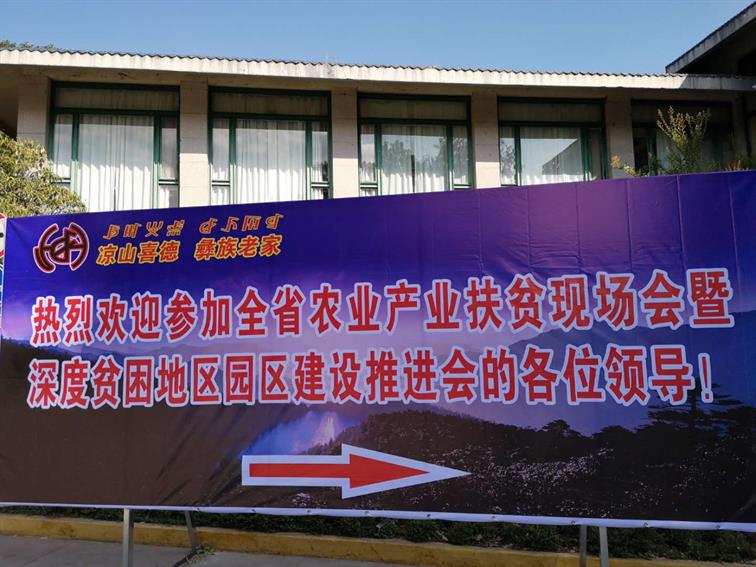 凉山喜德 彝族老家
热烈欢迎参加全省农业产业扶贫现场会暨
深度贫困地区园区建设推进会的各位领导!